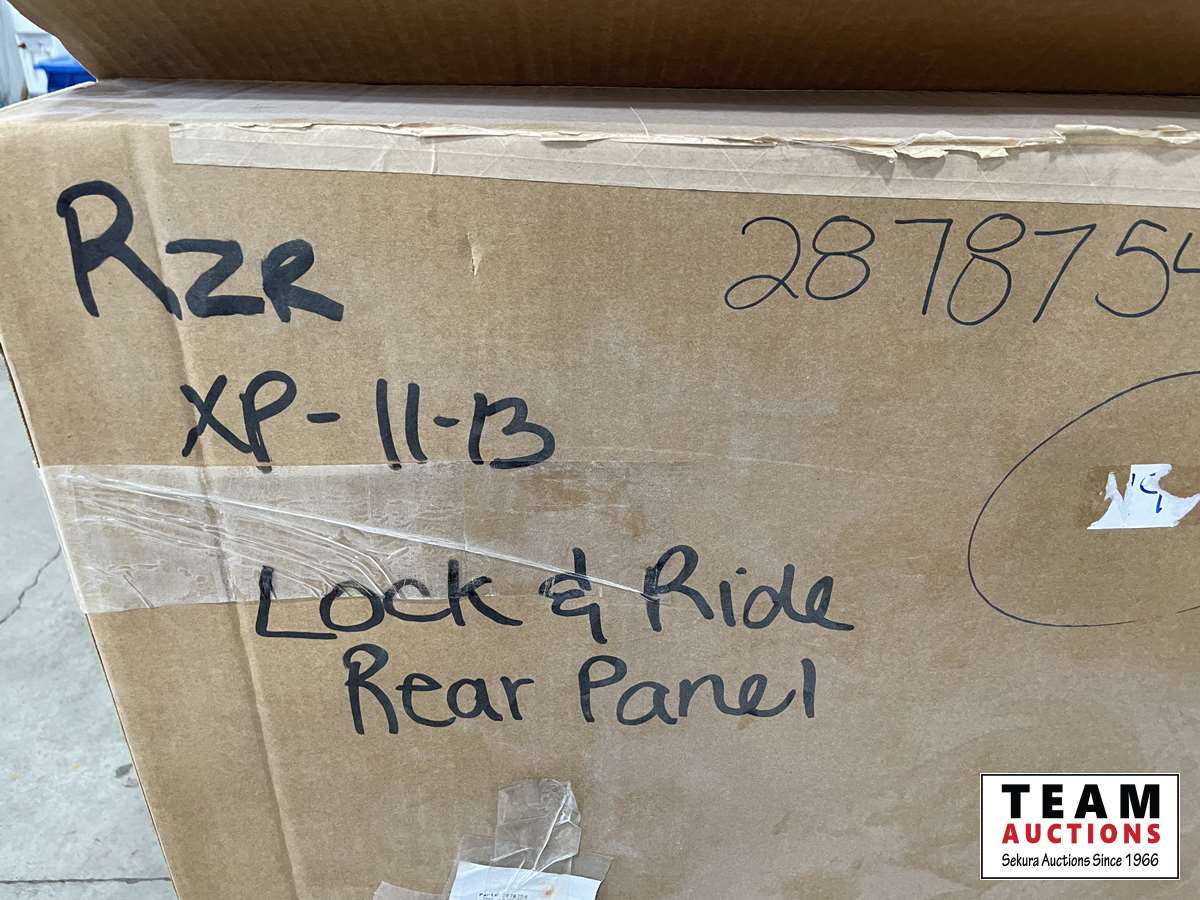 RZR
2878754
XP-11-13
Lock & Ride
Rear Panel
TEAM
AUCTIONS
Sekura Auctions Since 1966